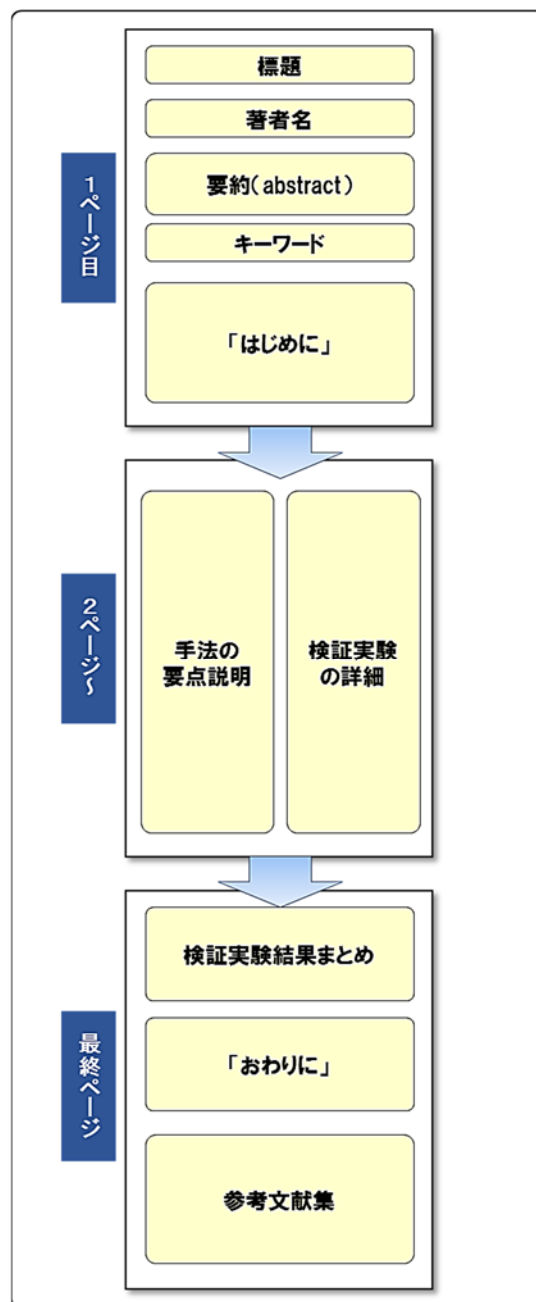 1ページ目
標題
著者名
要約(abstract)
キーワード
「はじめに」
2ページ~
手法の
要点説明
検証実験
の詳細
最終ページ
検証実験結果まとめ
「おわりに」
参考文献集